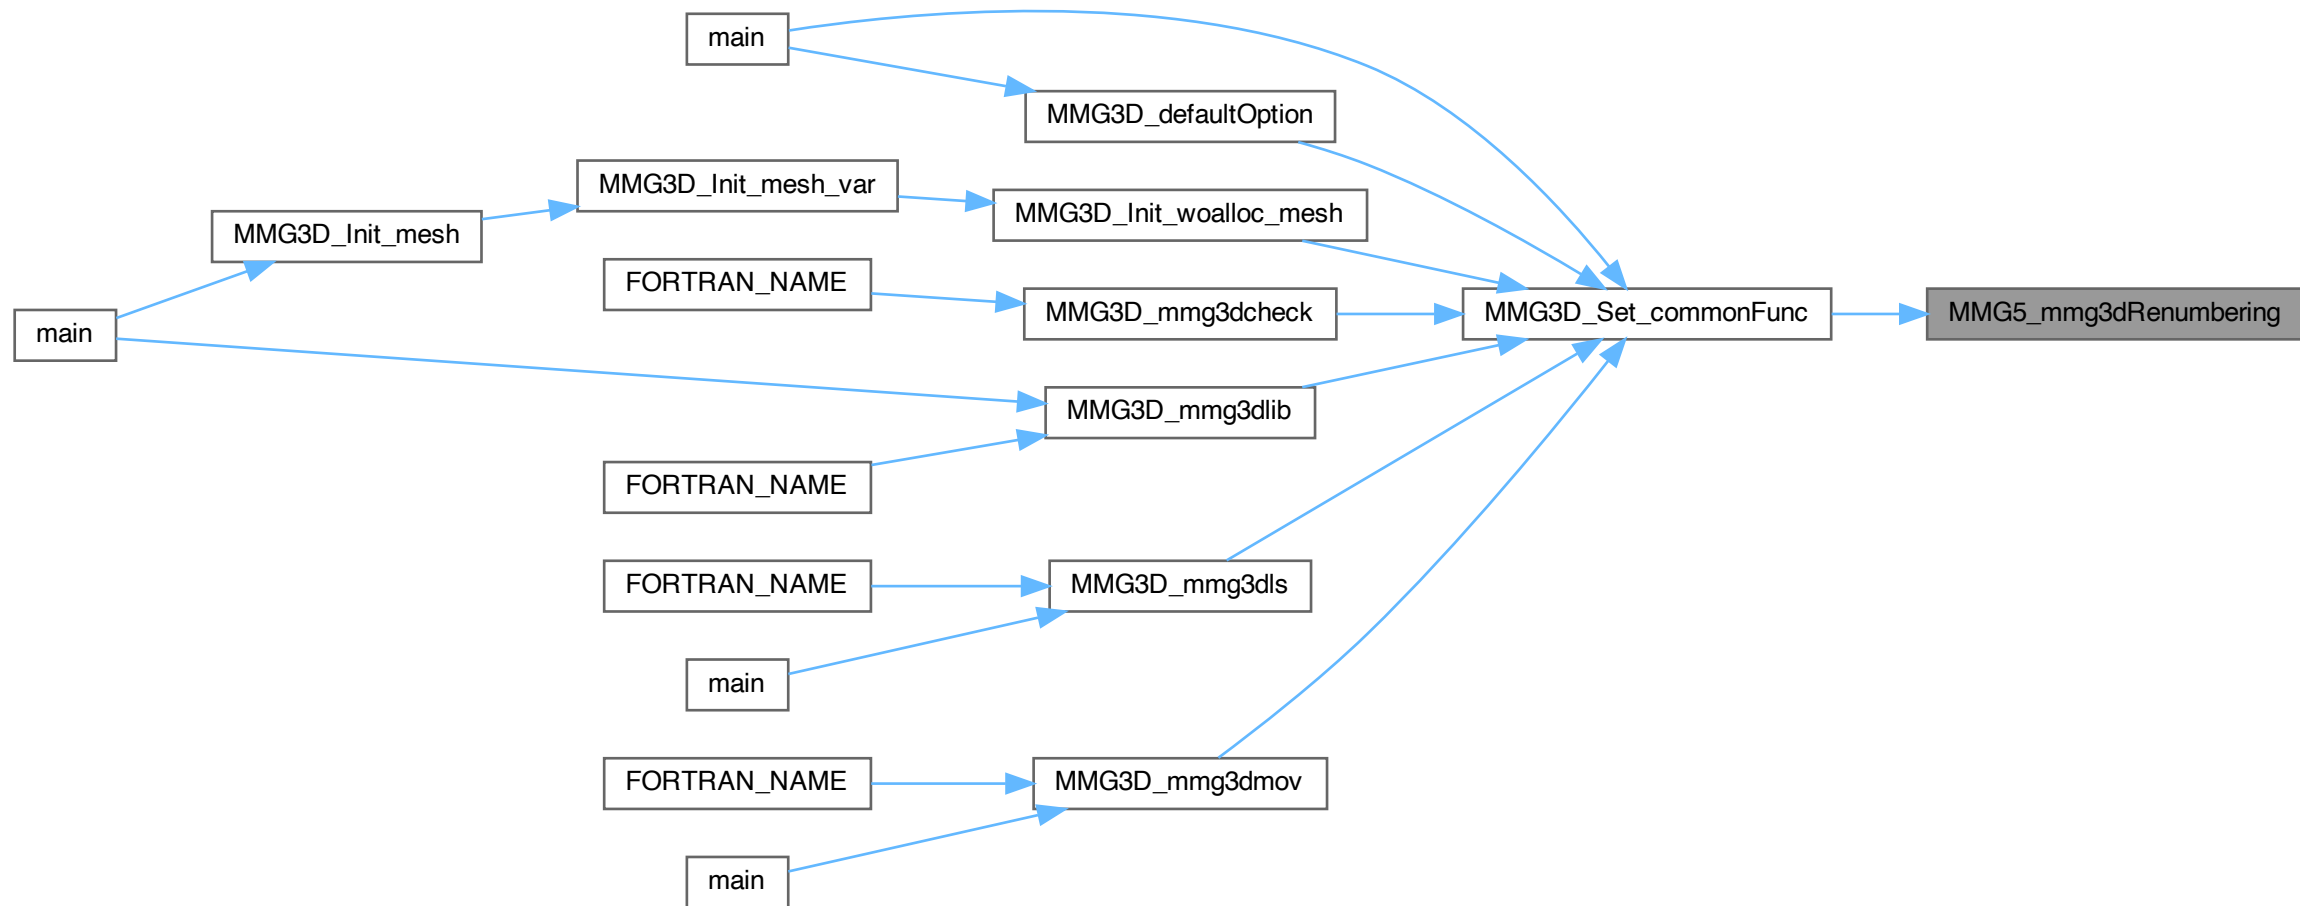 main
MMG3D_defaultOption
MMG3D_Init_mesh_var
MMG3D_Init_woalloc_mesh
MMG3D_Init_mesh
FORTRAN_NAME
MMG3D_mmg3dcheck
MMG3D_Set_commonFunc
MMG5_mmg3dRenumbering
main
MMG3D_mmg3dlib
FORTRAN_NAME
FORTRAN_NAME
MMG3D_mmg3dls
main
FORTRAN_NAME
MMG3D_mmg3dmov
main